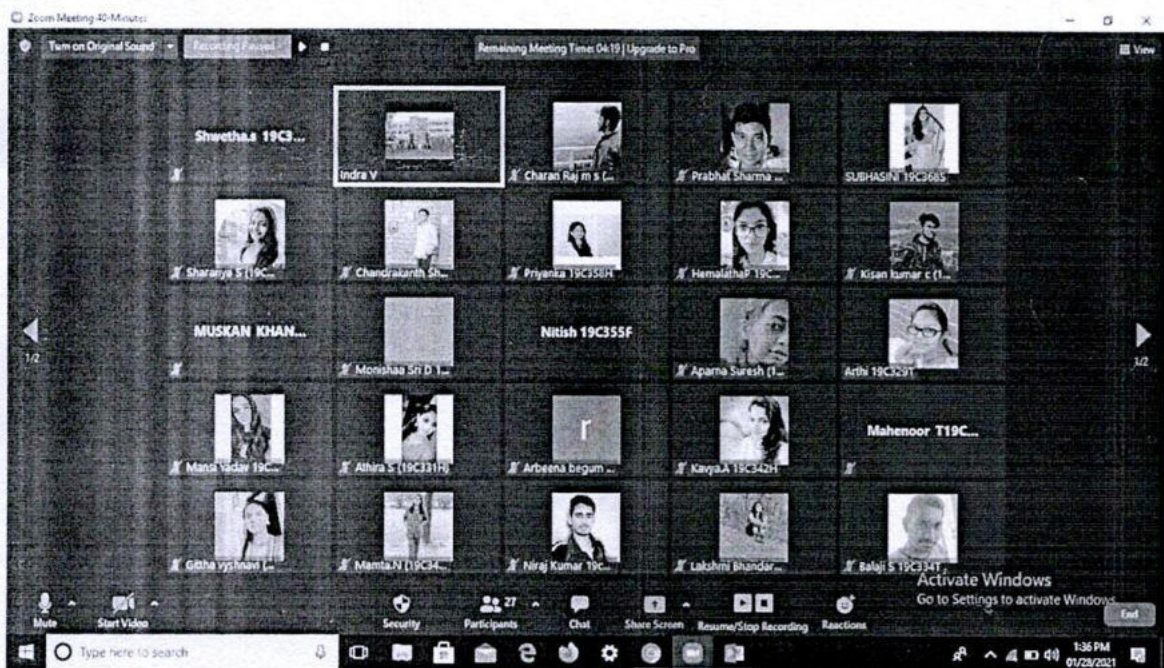 Zoom Meeting 40-Minutes
Turn on Original Sound
Recording Paused
Remaining Meeting Time: 04:19 | Upgrade to Pro
View
Shwetha.s 19C3...
Indra V
Charan Raj m s (...
Prabhat Sharma ...
SUBHASINI 19C368S
Sharanya S (19C...
Chandrakanth Sh...
Priyanka 19C358H
HemalathaP 19C...
Kisan kumar c (1...
MUSKAN KHAN...
Monishaa Sri D 1...
Nitish 19C355F
Aparna Suresh (1...
Arthi 19C329T
1/2
1/2
Mansi Yadav 19C...
Athira S (19C331H)
r
Arbeena begum ...
Kavya.A 19C342H
Mahenoor T19C...
Gittha vyshnavi (...
Mamta.N (19C34...
Niraj Kumar 19c...
Lakshmi Bhandar...
Balaji S 19C334T
Activate Windows
Go to Settings to activate Windows.
Mute
Start Video
Security
27
Participants
Chat
Share Screen
Resume/Stop Recording
Reactions
End
Type here to search
1:36 PM
01/28/2021